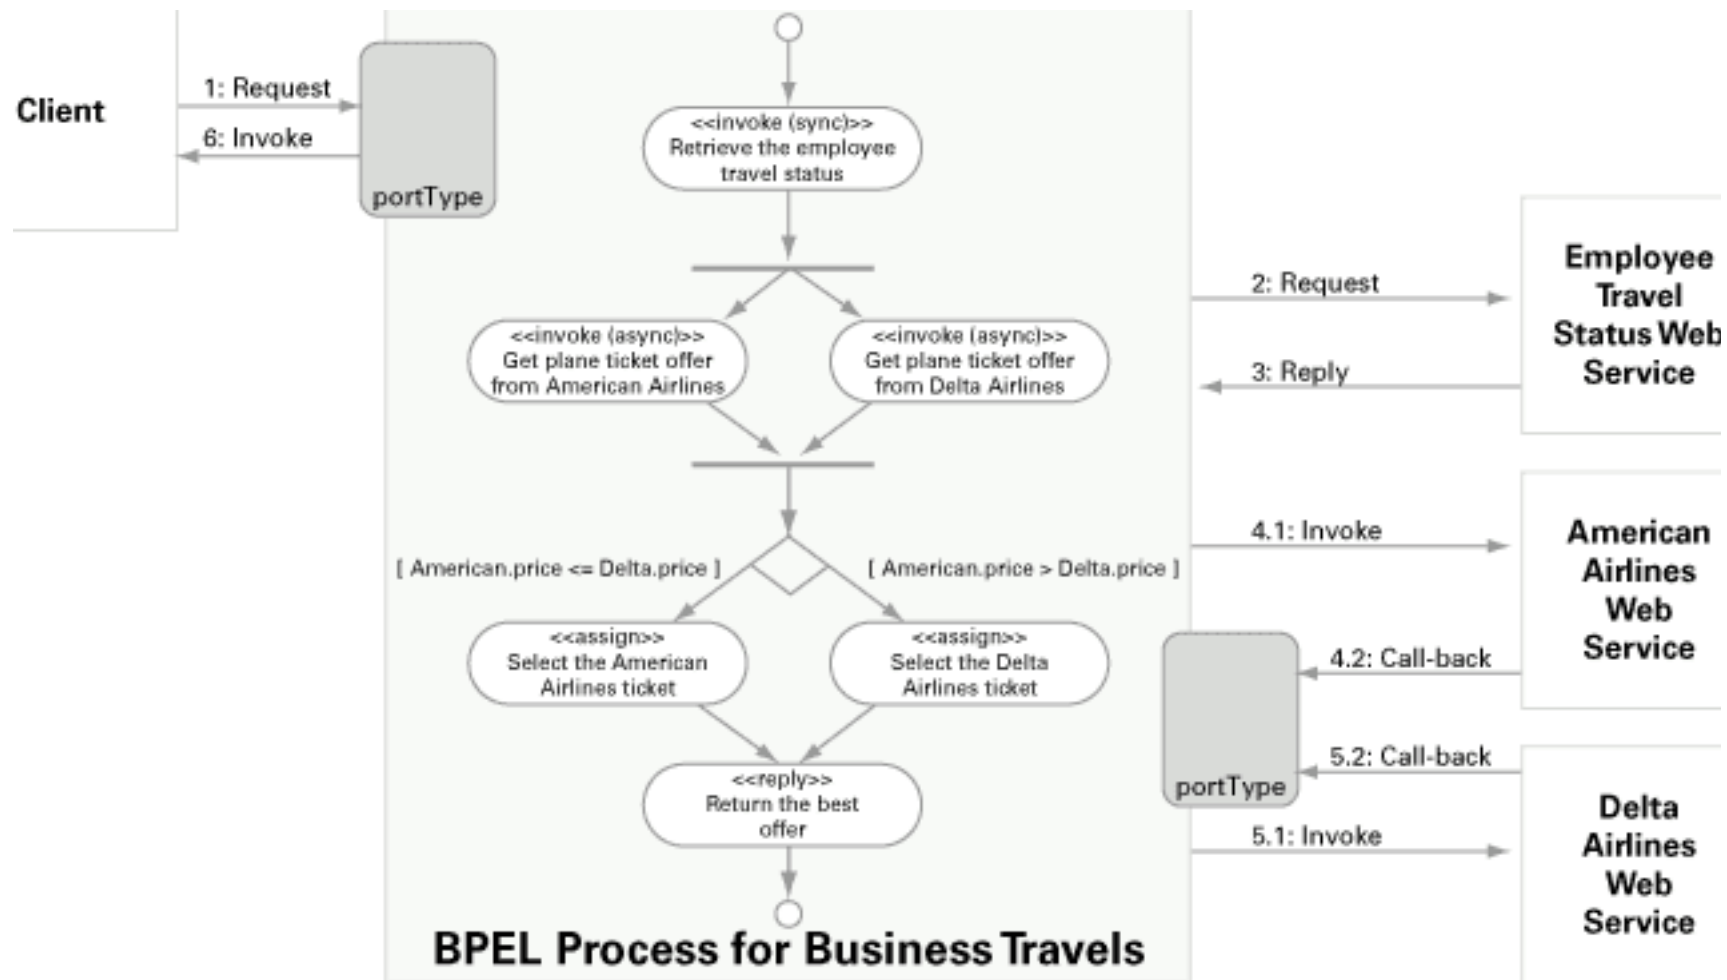 Client
1: Request
6: Invoke
portType
<<invoke (sync)>>
Retrieve the employee
travel status
<<invoke (async)>>
Get plane ticket offer
from American Airlines
<<invoke (async)>>
Get plane ticket offer
from Delta Airlines
[ American.price <= Delta.price ]
[ American.price > Delta.price ]
<<assign>>
Select the American
Airlines ticket
<<assign>>
Select the Delta
Airlines ticket
<<reply>>
Return the best
offer
BPEL Process for Business Travels
2: Request
3: Reply
Employee
Travel
Status Web
Service
4.1: Invoke
4.2: Call-back
American
Airlines
Web
Service
portType
5.2: Call-back
5.1: Invoke
Delta
Airlines
Web
Service